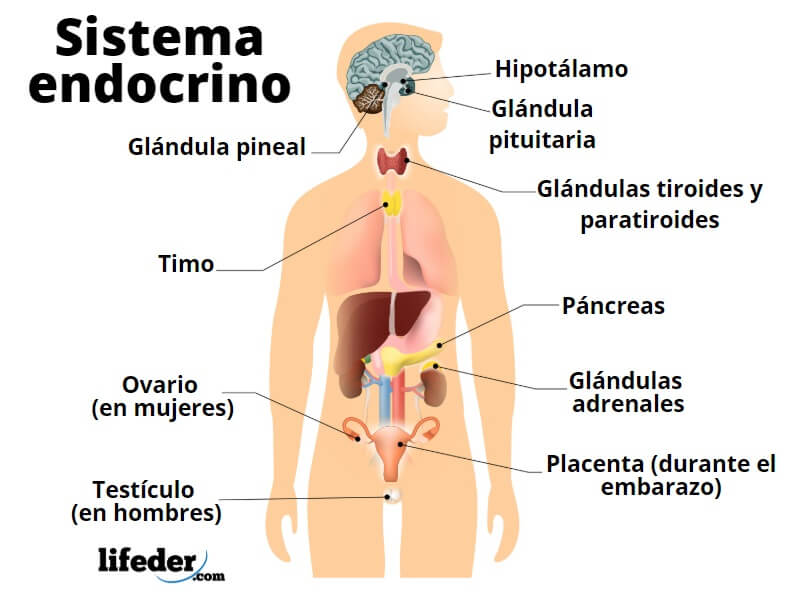 Sistema
endocrino
Hipotálamo
Glándula
pituitaria
Glándula pineal
Glándulas tiroides y
paratiroides
Timo
Páncreas
Ovario
(en mujeres)
Glándulas
adrenales
Placenta (durante el
embarazo)
Testículo
(en hombres)
lifeder.com